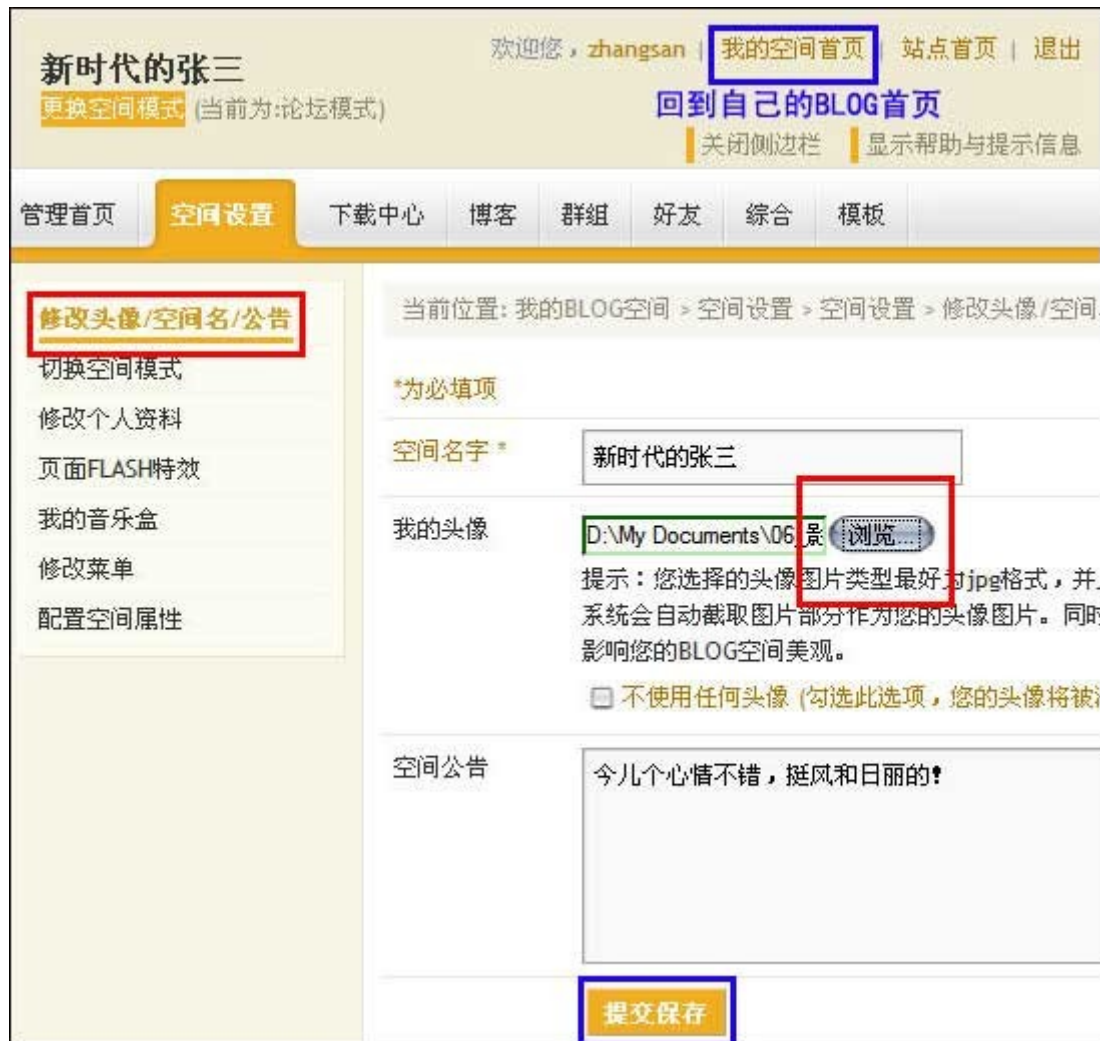 欢迎您，zhangsan | 我的空间首页 | 站点首页 | 退出
新时代的张三
更换空间模式 (当前为:论坛模式)
回到自己的BLOG首页
关闭侧边栏 显示帮助与提示信息
管理首页 空间设置 下载中心 博客 群组 好友 综合 模板
修改头像/空间名/公告
切换空间模式
修改个人资料
页面FLASH特效
我的音乐盒
修改菜单
配置空间属性
当前位置: 我的BLOG空间 > 空间设置 > 空间设置 > 修改头像/空间
*为必填项
空间名字 * 新时代的张三
我的头像 D:\My Documents\06_影 浏览...
提示：您选择的头像图片类型最好为jpg格式，并
系统会自动截取图片部分作为您的头像图片。同时
影响您的BLOG空间美观。
不使用任何头像 (勾选此选项，您的头像将被
空间公告 今儿个心情不错，挺风和日丽的！
提交保存